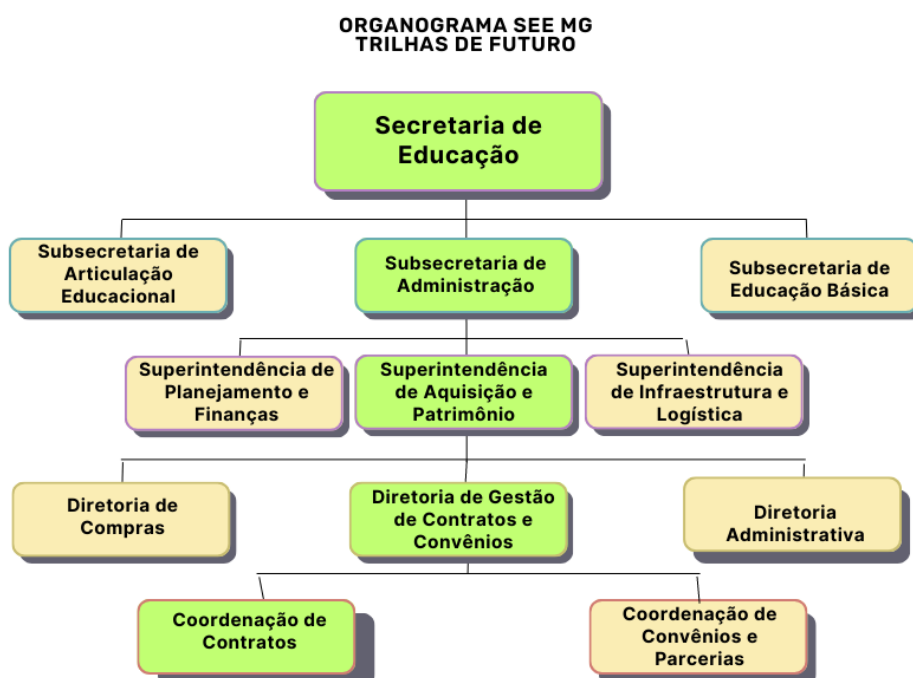 ORGANOGRAMA SEE MG
TRILHAS DE FUTURO
Secretaria de
Educação
Subsecretaria de
Articulação
Educacional
Subsecretaria de
Administração
Subsecretaria de
Educação Básica
Superintendência de
Planejamento e
Finanças
Superintendência
de Aquisição e
Patrimônio
Superintendência
de Infraestrutura e
Logística
Diretoria de
Compras
Diretoria de Gestão
de Contratos e
Convênios
Diretoria
Administrativa
Coordenação de
Contratos
Coordenação de
Convênios e
Parcerias